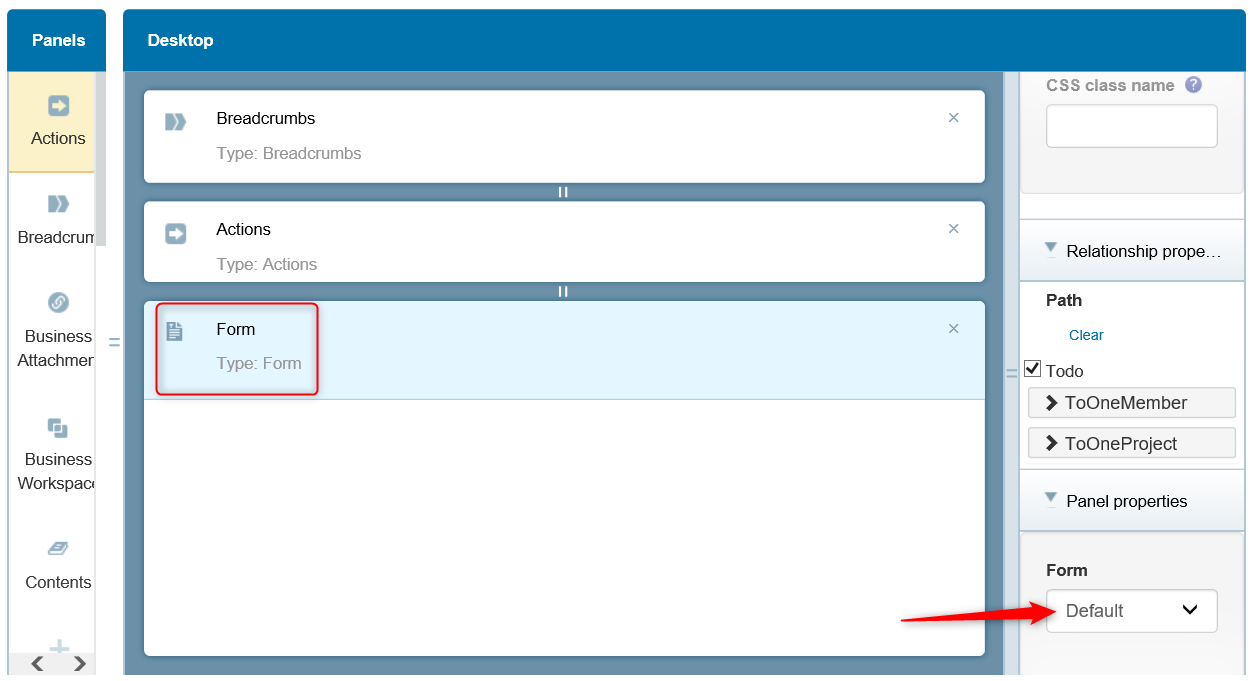 Panels
Desktop
Actions
Breadcrum
Business
Attachmen
Business
Workspac
Contents
Breadcrumbs
Type: Breadcrumbs
Actions
Type: Actions
Form
Type: Form
CSS class name ?
Relationship prope…
Path
Clear
Todo
ToOneMember
ToOneProject
Panel properties
Form
Default